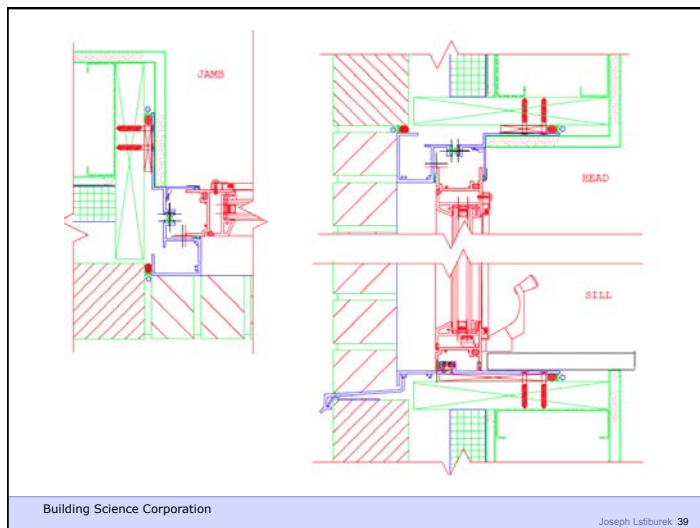 JAMB
HEAD
SILL
Building Science Corporation
Joseph Lstiburek 39